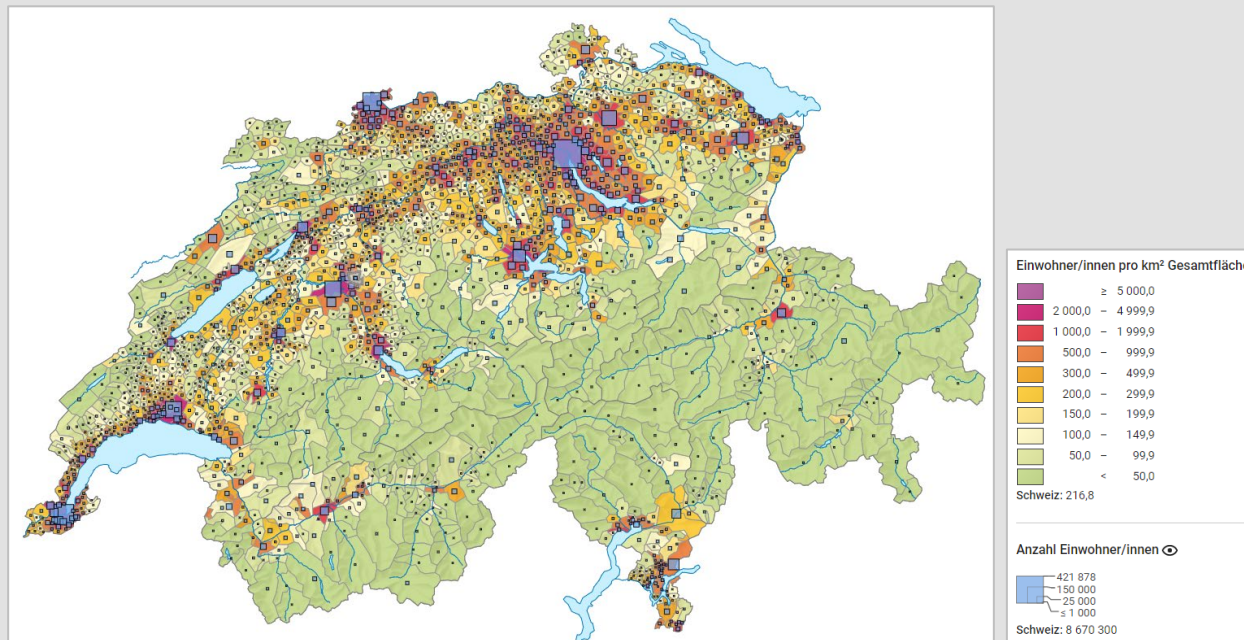 Einwohner/innen pro km² Gesamtfläche
≥ 5 000,0
2 000,0 – 4 999,9
1 000,0 – 1 999,9
500,0 – 999,9
300,0 – 499,9
200,0 – 299,9
150,0 – 199,9
100,0 – 149,9
50,0 – 99,9
< 50,0
Schweiz: 216,8
Anzahl Einwohner/innen
421 878
150 000
25 000
≤ 1 000
Schweiz: 8 670 300